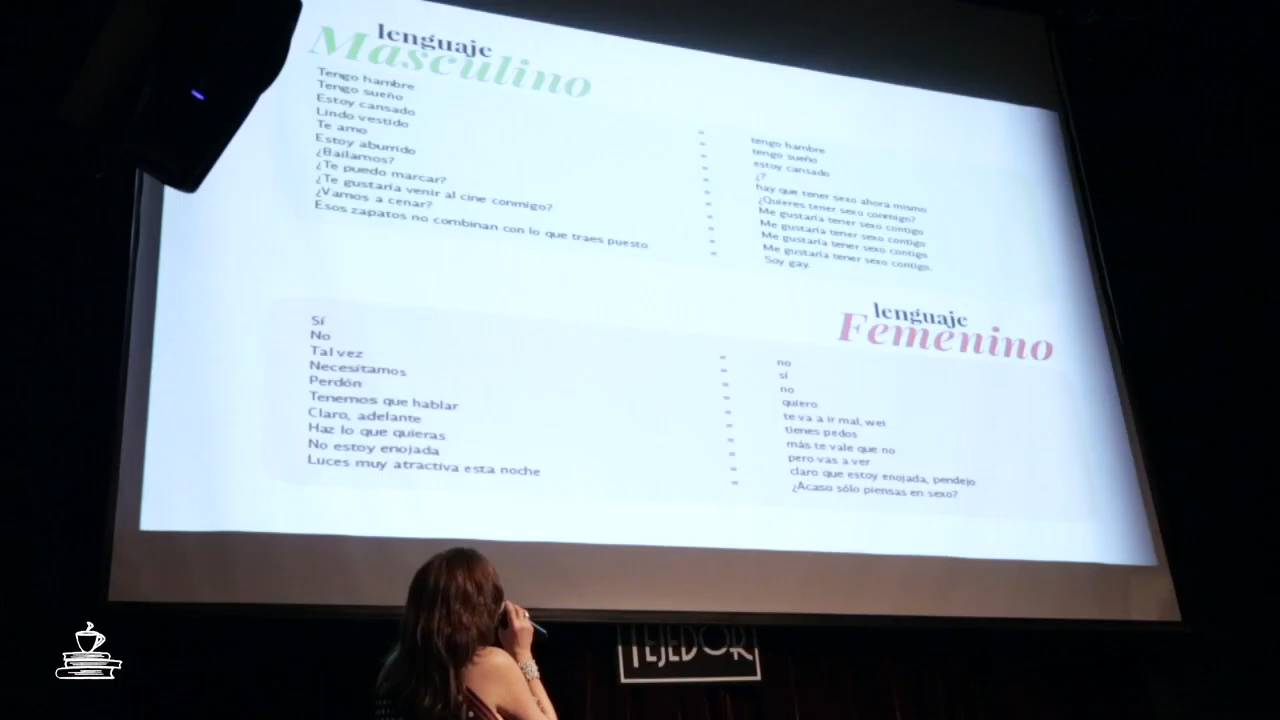 lenguaje
Masculino
Tengo hambre = tengo hambre
Tengo sueño = tengo sueño
Estoy cansado = estoy cansado
Lindo vestido = ¿?
Te amo = hay que tener sexo ahora mismo
Estoy aburrido = ¿Quieres tener sexo conmigo?
¿Bailamos? = Me gustaría tener sexo contigo
¿Te puedo marcar? = Me gustaría tener sexo contigo
¿Te gustaría venir al cine conmigo? = Me gustaría tener sexo contigo
¿Vamos a cenar? = Me gustaría tener sexo contigo.
Esos zapatos no combinan con lo que traes puesto = Soy gay.
lenguaje
Femenino
Sí = no
No = sí
Tal vez = no
Necesitamos = quiero
Perdón = te va a ir mal, wei
Tenemos que hablar = tienes pedos
Claro, adelante = más te vale que no
Haz lo que quieras = pero vas a ver
No estoy enojada = claro que estoy enojada, pendejo
Luces muy atractiva esta noche = ¿Acaso sólo piensas en sexo?
TEJEDOR